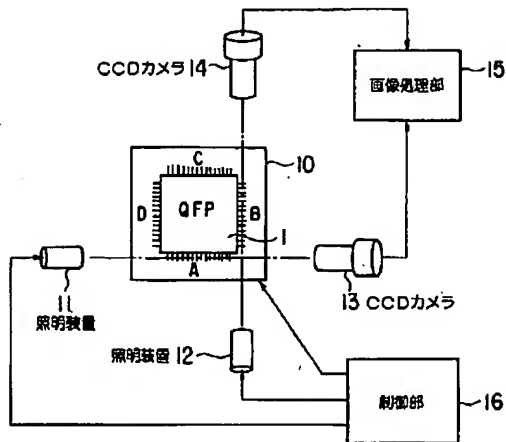 CCDカメラ 14
画像処理部
15
C
10
D
QFP
B
1
A
11
照明装置
13 CCDカメラ
照明装置 12
制御部
16